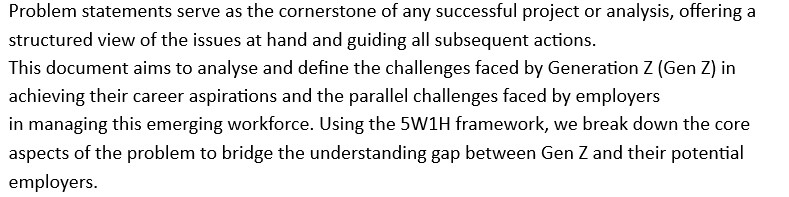 Problem statements serve as the cornerstone of any successful project or analysis, offering a
structured view of the issues at hand and guiding all subsequent actions.
This document aims to analyse and define the challenges faced by Generation Z (Gen Z) in
achieving their career aspirations and the parallel challenges faced by employers
in managing this emerging workforce. Using the 5W1H framework, we break down the core
aspects of the problem to bridge the understanding gap between Gen Z and their potential
employers.